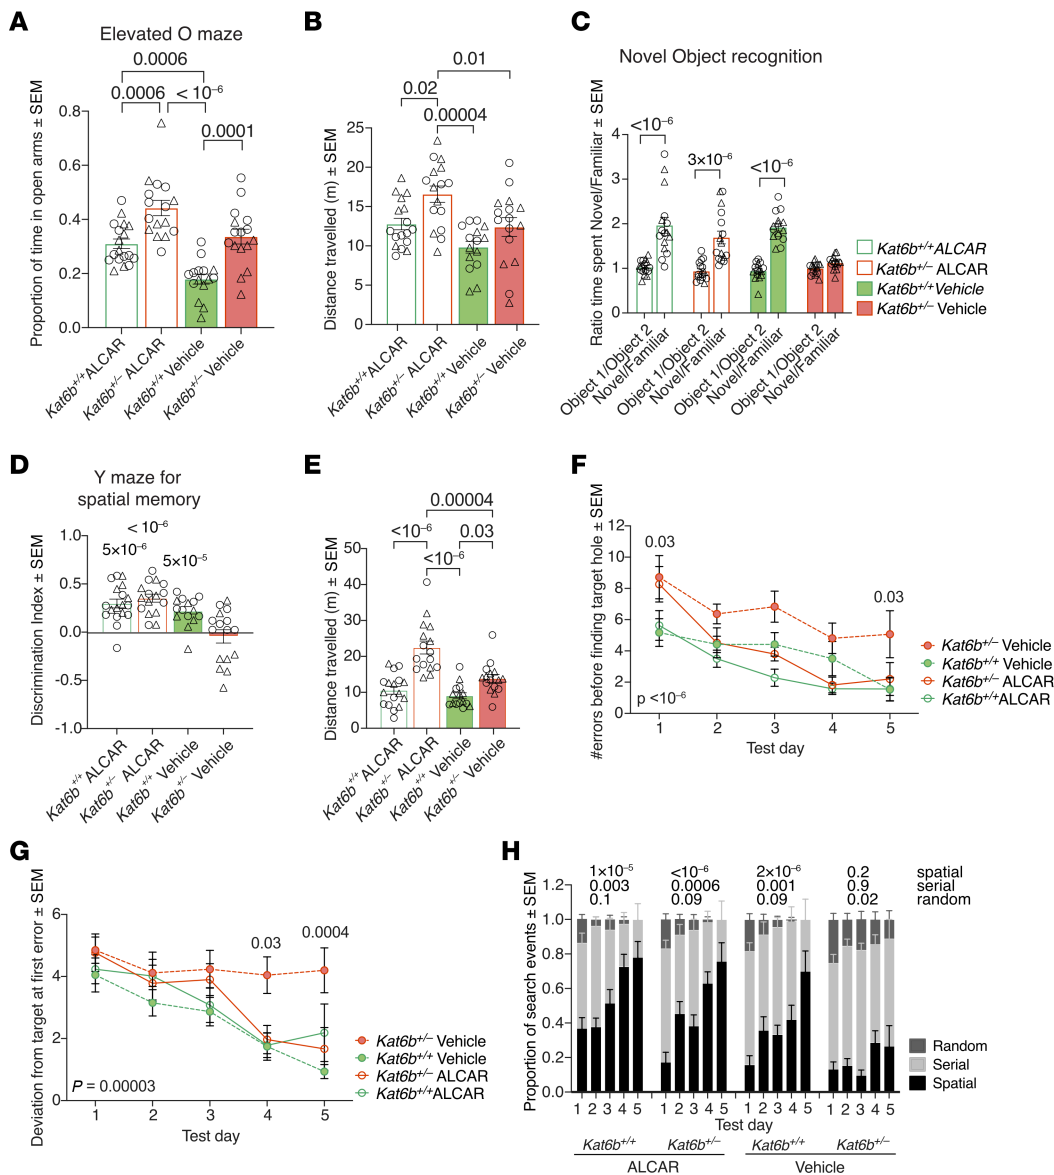 A
Elevated O maze
0.0006
0.0006
< 10⁻⁶
0.0001
Proportion of time in open arms ± SEM
0.8
0.6
0.4
0.2
0.0
Kat6b+/+ALCAR
Kat6b+/− ALCAR
Kat6b+/+ Vehicle
Kat6b+/− Vehicle
B
0.01
0.02
0.00004
Distance travelled (m) ± SEM
25
20
15
10
5
0
Kat6b+/+ ALCAR
Kat6b+/− ALCAR
Kat6b+/+ Vehicle
Kat6b+/− Vehicle
C
Novel Object recognition
<10⁻⁶
3×10⁻⁶
<10⁻⁶
Ratio time spent Novel/Familiar ± SEM
4
3
2
1
0
Object 1/Object 2
Novel/Familiar
Object 1/Object 2
Novel/Familiar
Object 1/Object 2
Novel/Familiar
Object 1/Object 2
Novel/Familiar
Kat6b+/+ALCAR
Kat6b+/− ALCAR
Kat6b+/+Vehicle
Kat6b+/− Vehicle
D
Y maze for
spatial memory
< 10⁻⁶
5×10⁻⁶
5×10⁻⁵
Discrimination Index ± SEM
1.0
0.5
0.0
-0.5
-1.0
Kat6b+/+ ALCAR
Kat6b+/− ALCAR
Kat6b+/+ Vehicle
Kat6b+/− Vehicle
E
0.00004
<10⁻⁶
0.03
<10⁻⁶
Distance travelled (m) ± SEM
50
40
30
20
10
0
Kat6b+/+ ALCAR
Kat6b+/− ALCAR
Kat6b+/+ Vehicle
Kat6b+/− Vehicle
F
#errors before finding target hole ± SEM
12
10
8
6
4
2
0
0.03
0.03
p <10⁻⁶
1 2 3 4 5
Test day
Kat6b+/− Vehicle
Kat6b+/+ Vehicle
Kat6b+/− ALCAR
Kat6b+/+ALCAR
G
Deviation from target at first error ± SEM
6
4
2
0
0.03
0.0004
P = 0.00003
1 2 3 4 5
Test day
Kat6b+/− Vehicle
Kat6b+/+ Vehicle
Kat6b+/− ALCAR
Kat6b+/+ALCAR
H
1×10⁻⁵ <10⁻⁶ 2×10⁻⁶ 0.2 spatial
0.003 0.0006 0.001 0.9 serial
0.1 0.09 0.09 0.02 random
Proportion of search events ± SEM
1.2
1.0
0.8
0.6
0.4
0.2
0.0
Random
Serial
Spatial
1 2 3 4 5 1 2 3 4 5 1 2 3 4 5 1 2 3 4 5
Test day
Kat6b+/+ Kat6b+/− Kat6b+/+ Kat6b+/−
ALCAR Vehicle